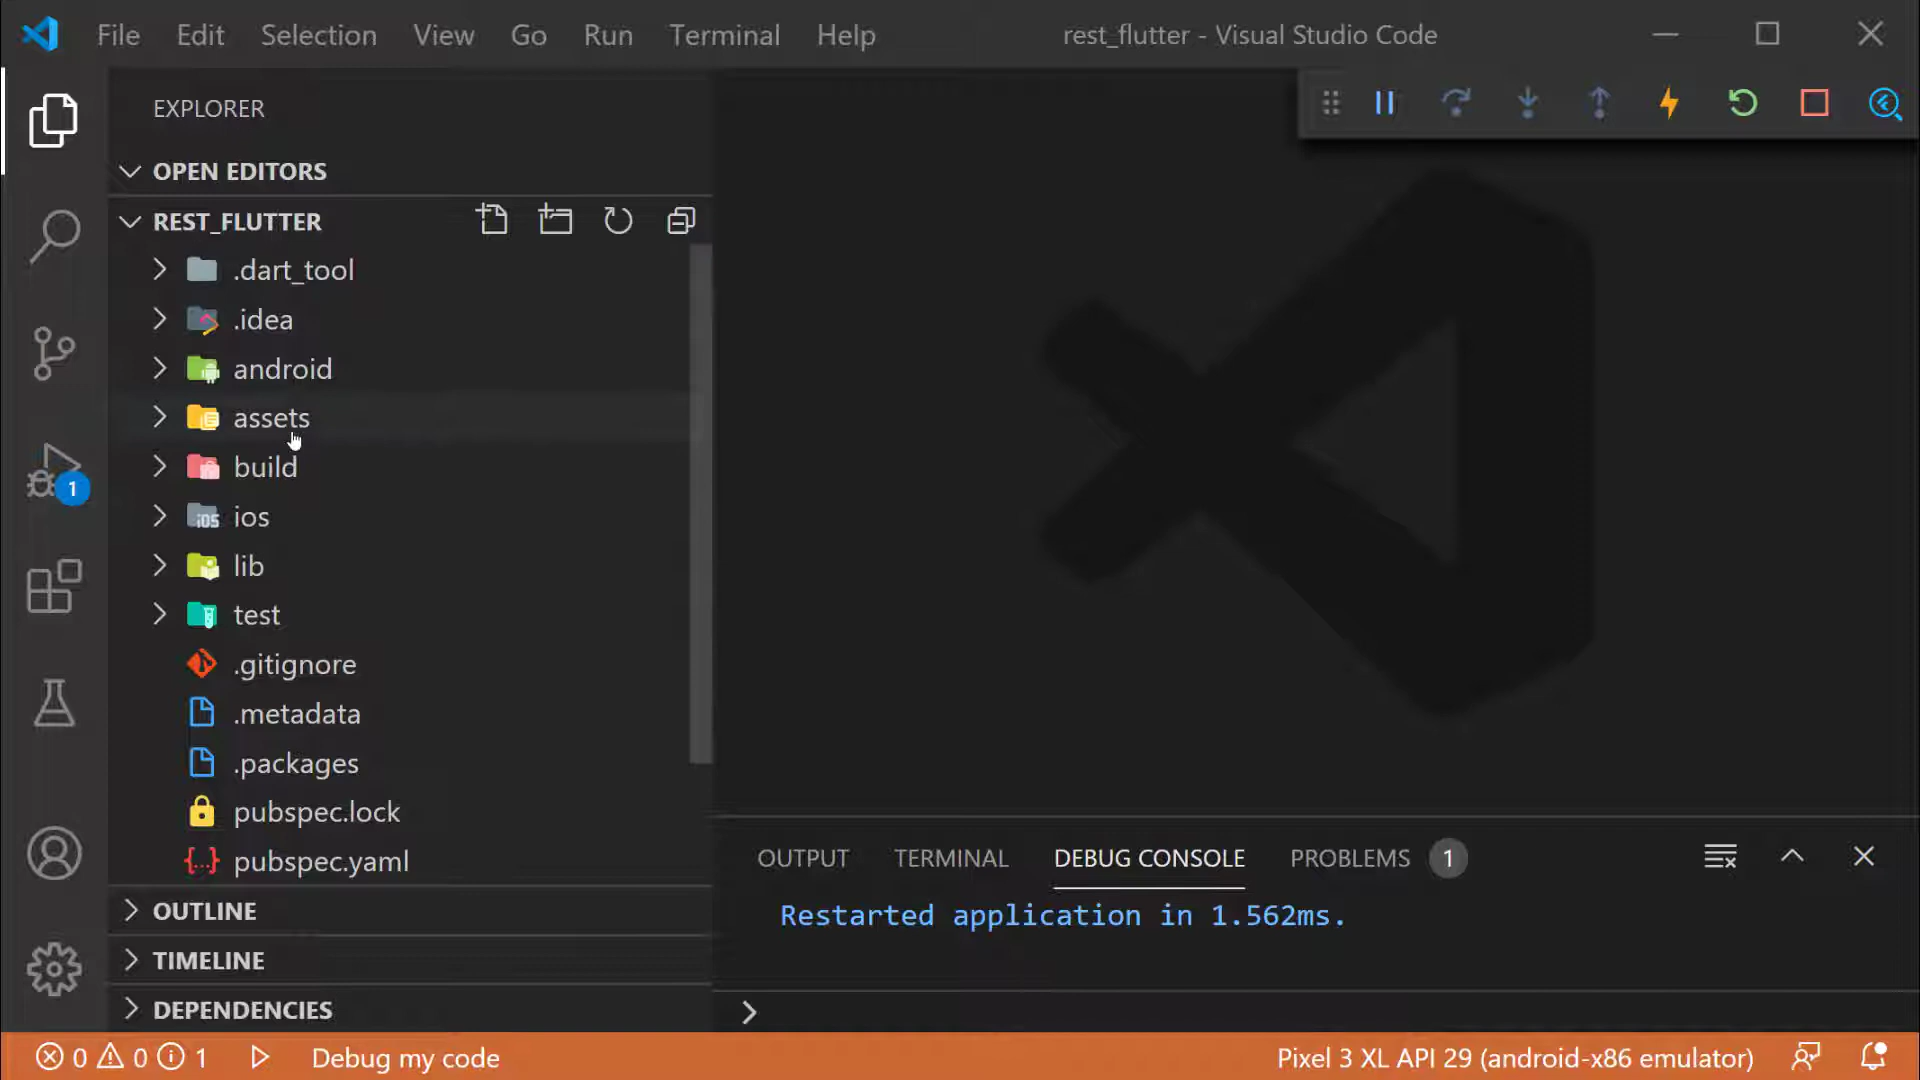 File Edit Selection View Go Run Terminal Help rest_flutter - Visual Studio Code
EXPLORER
OPEN EDITORS
REST_FLUTTER
.dart_tool
.idea
android
assets
build
1
iOS ios
lib
test
.gitignore
.metadata
.packages
pubspec.lock
{...} pubspec.yaml
OUTLINE
TIMELINE
DEPENDENCIES
OUTPUT TERMINAL DEBUG CONSOLE PROBLEMS 1
Restarted application in 1.562ms.
0 0 1 Debug my code Pixel 3 XL API 29 (android-x86 emulator)